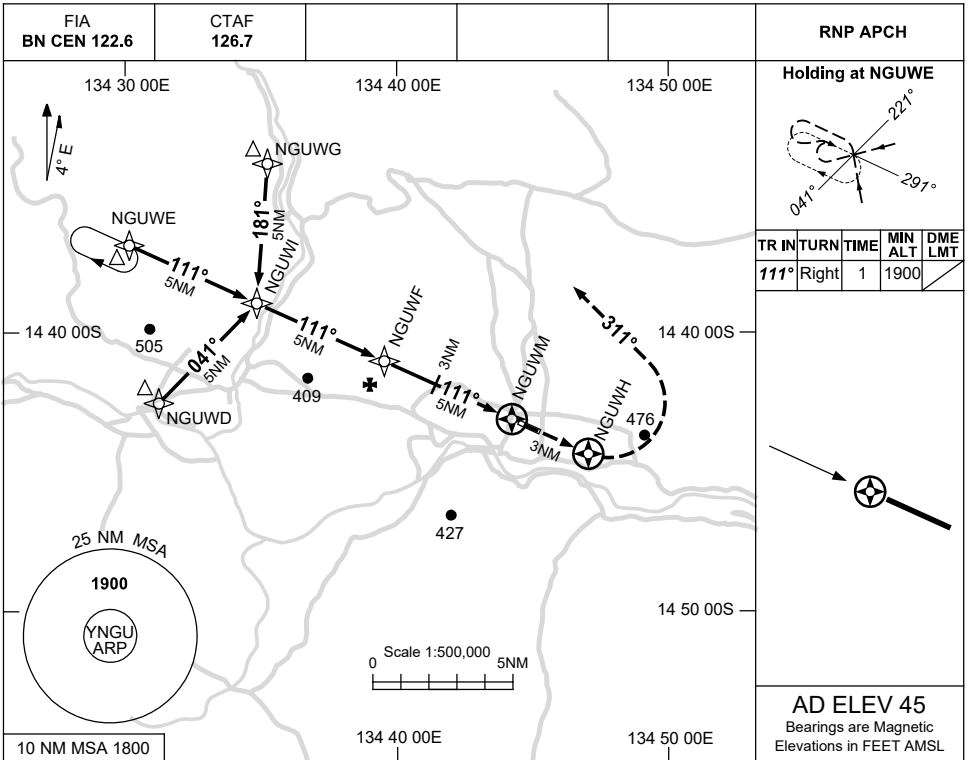 FIA
BN CEN 122.6
CTAF
126.7
RNP APCH
134 30 00E
134 40 00E
134 50 00E
4° E
NGUWG
NGUWE
181°
5NM
NGUWI
111°
5NM
14 40 00S
505
041°
5NM
NGUWD
111°
5NM
NGUWF
409
3NM
111°
5NM
NGUWM
3NM
NGUWH
311°
14 40 00S
476
427
25 NM MSA
1900
YNGU
ARP
10 NM MSA 1800
Scale 1:500,000
0
5NM
14 50 00S
134 40 00E
134 50 00E
Holding at NGUWE
221°
291°
041°
TR IN TURN TIME MIN ALT DME LMT
111° Right 1 1900
AD ELEV 45
Bearings are Magnetic
Elevations in FEET AMSL